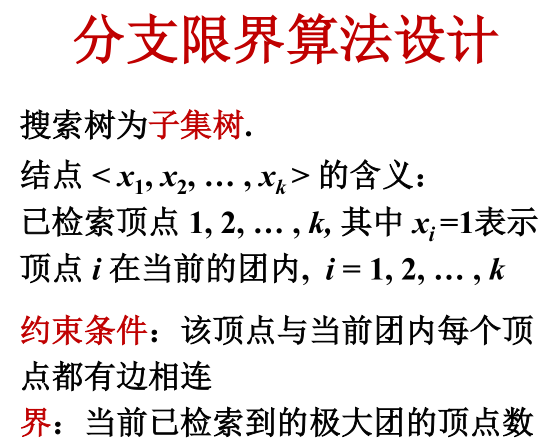 分支限界算法设计
搜索树为子集树.
结点 < x₁, x₂, … , xₖ > 的含义：
已检索顶点 1, 2, … , k, 其中 xᵢ =1表示
顶点 i 在当前的团内, i = 1, 2, … , k
约束条件：该顶点与当前团内每个顶
点都有边相连
界：当前已检索到的极大团的顶点数